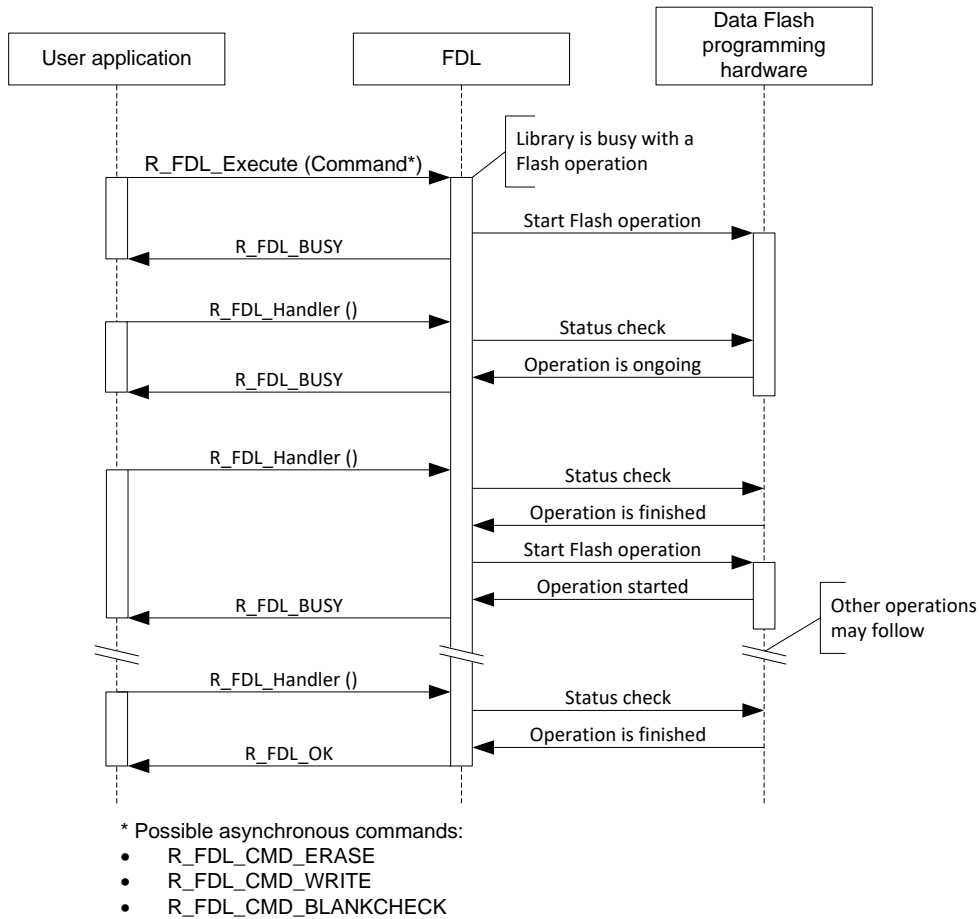 User application
FDL
Data Flash
programming
hardware
Library is busy with a
Flash operation
R_FDL_Execute (Command*)
Start Flash operation
R_FDL_BUSY
R_FDL_Handler ()
Status check
Operation is ongoing
R_FDL_BUSY
R_FDL_Handler ()
Status check
Operation is finished
Start Flash operation
Operation started
R_FDL_BUSY
Other operations
may follow
R_FDL_Handler ()
Status check
Operation is finished
R_FDL_OK
* Possible asynchronous commands:
• R_FDL_CMD_ERASE
• R_FDL_CMD_WRITE
• R_FDL_CMD_BLANKCHECK